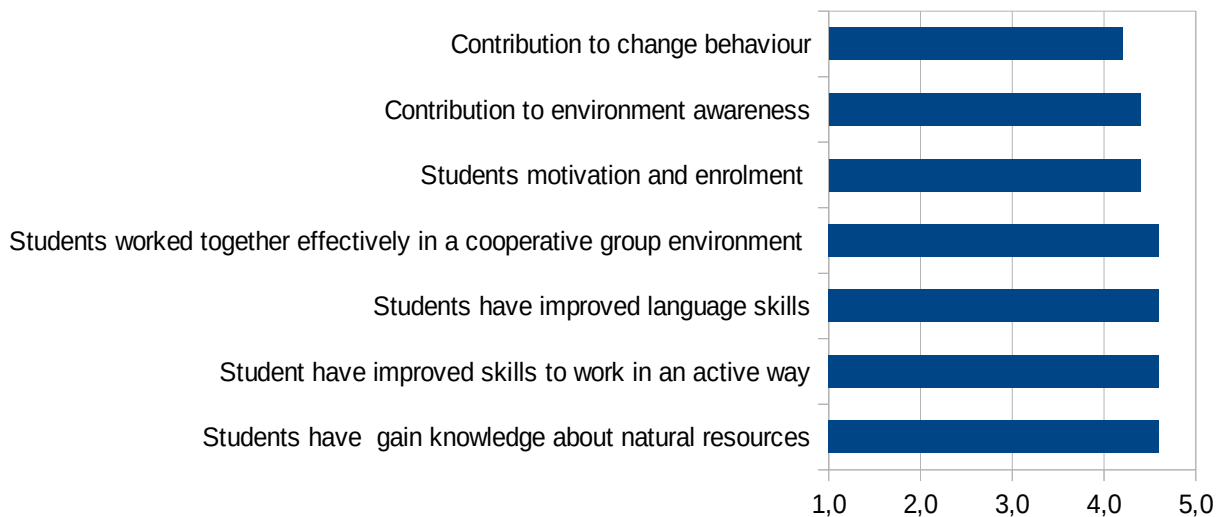 Contribution to change behaviour
Contribution to environment awareness
Students motivation and enrolment
Students worked together effectively in a cooperative group environment
Students have improved language skills
Student have improved skills to work in an active way
Students have  gain knowledge about natural resources
1,0 2,0 3,0 4,0 5,0